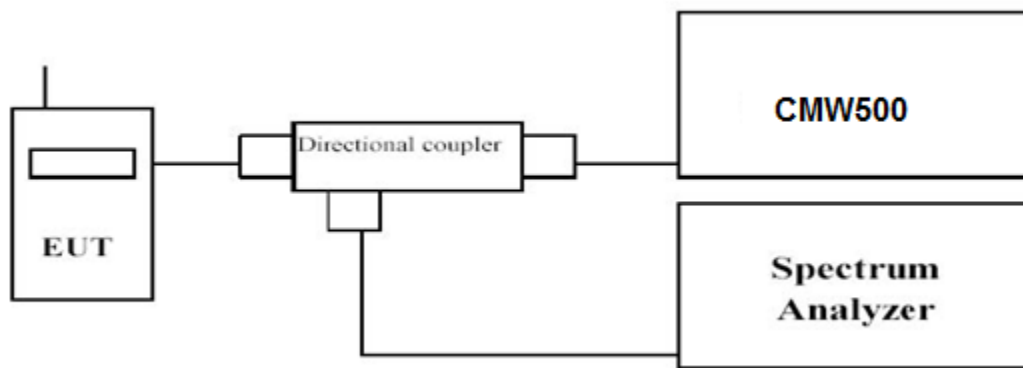 CMW500
Directional coupler
EUT
Spectrum
Analyzer